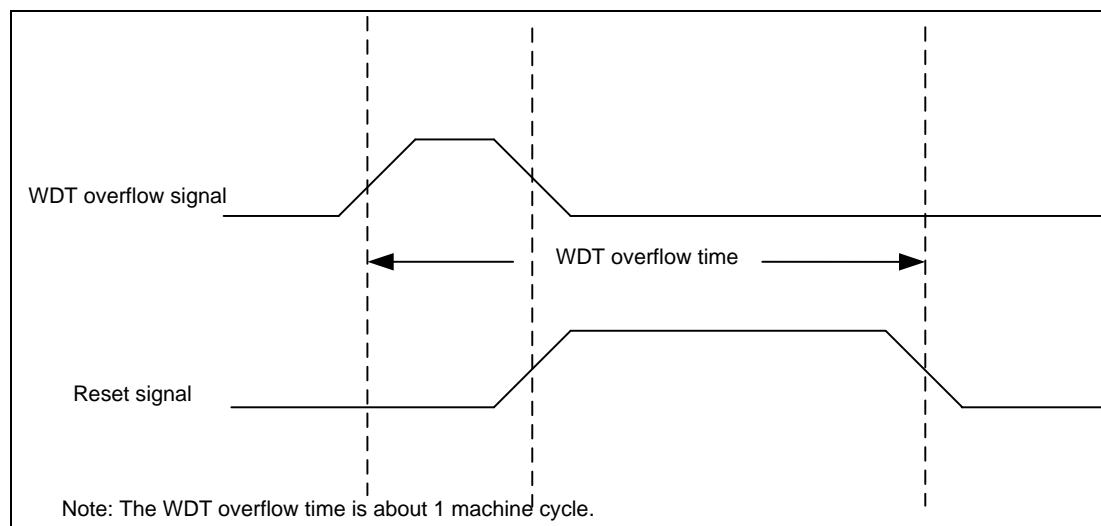 WDT overflow signal
WDT overflow time
Reset signal
Note: The WDT overflow time is about 1 machine cycle.